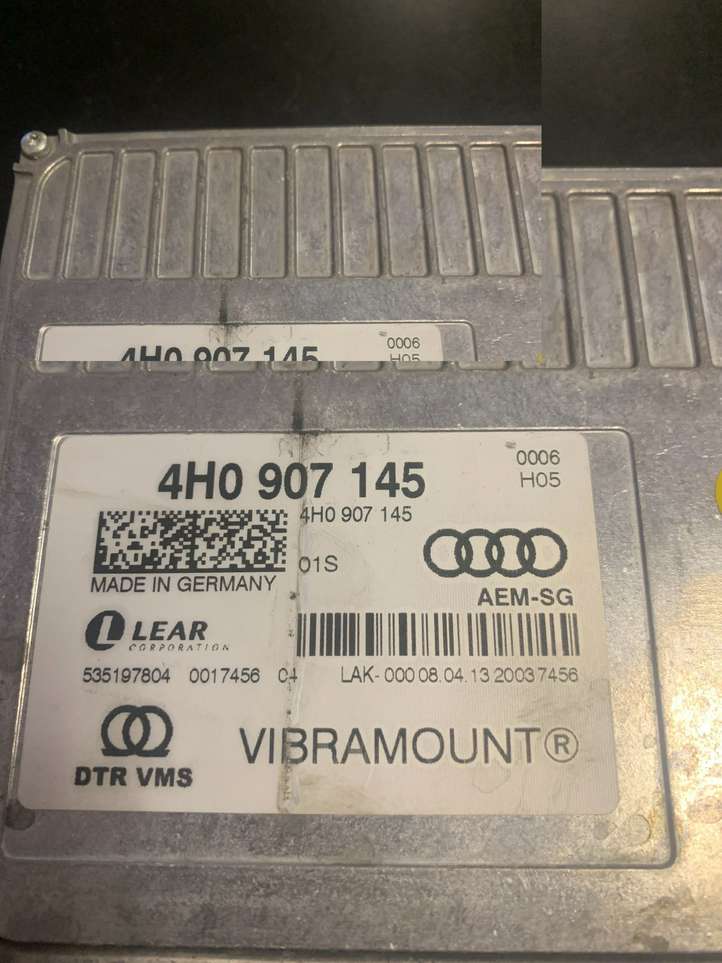 4H0 907 145
0006
H05
4H0 907 145
0006
H05
4H0 907 145
01S
MADE IN GERMANY
AEM-SG
LEAR
CORPORATION
535197804 0017456 04 LAK- 000 08.04.13 20037456
DTR VMS
VIBRAMOUNT®